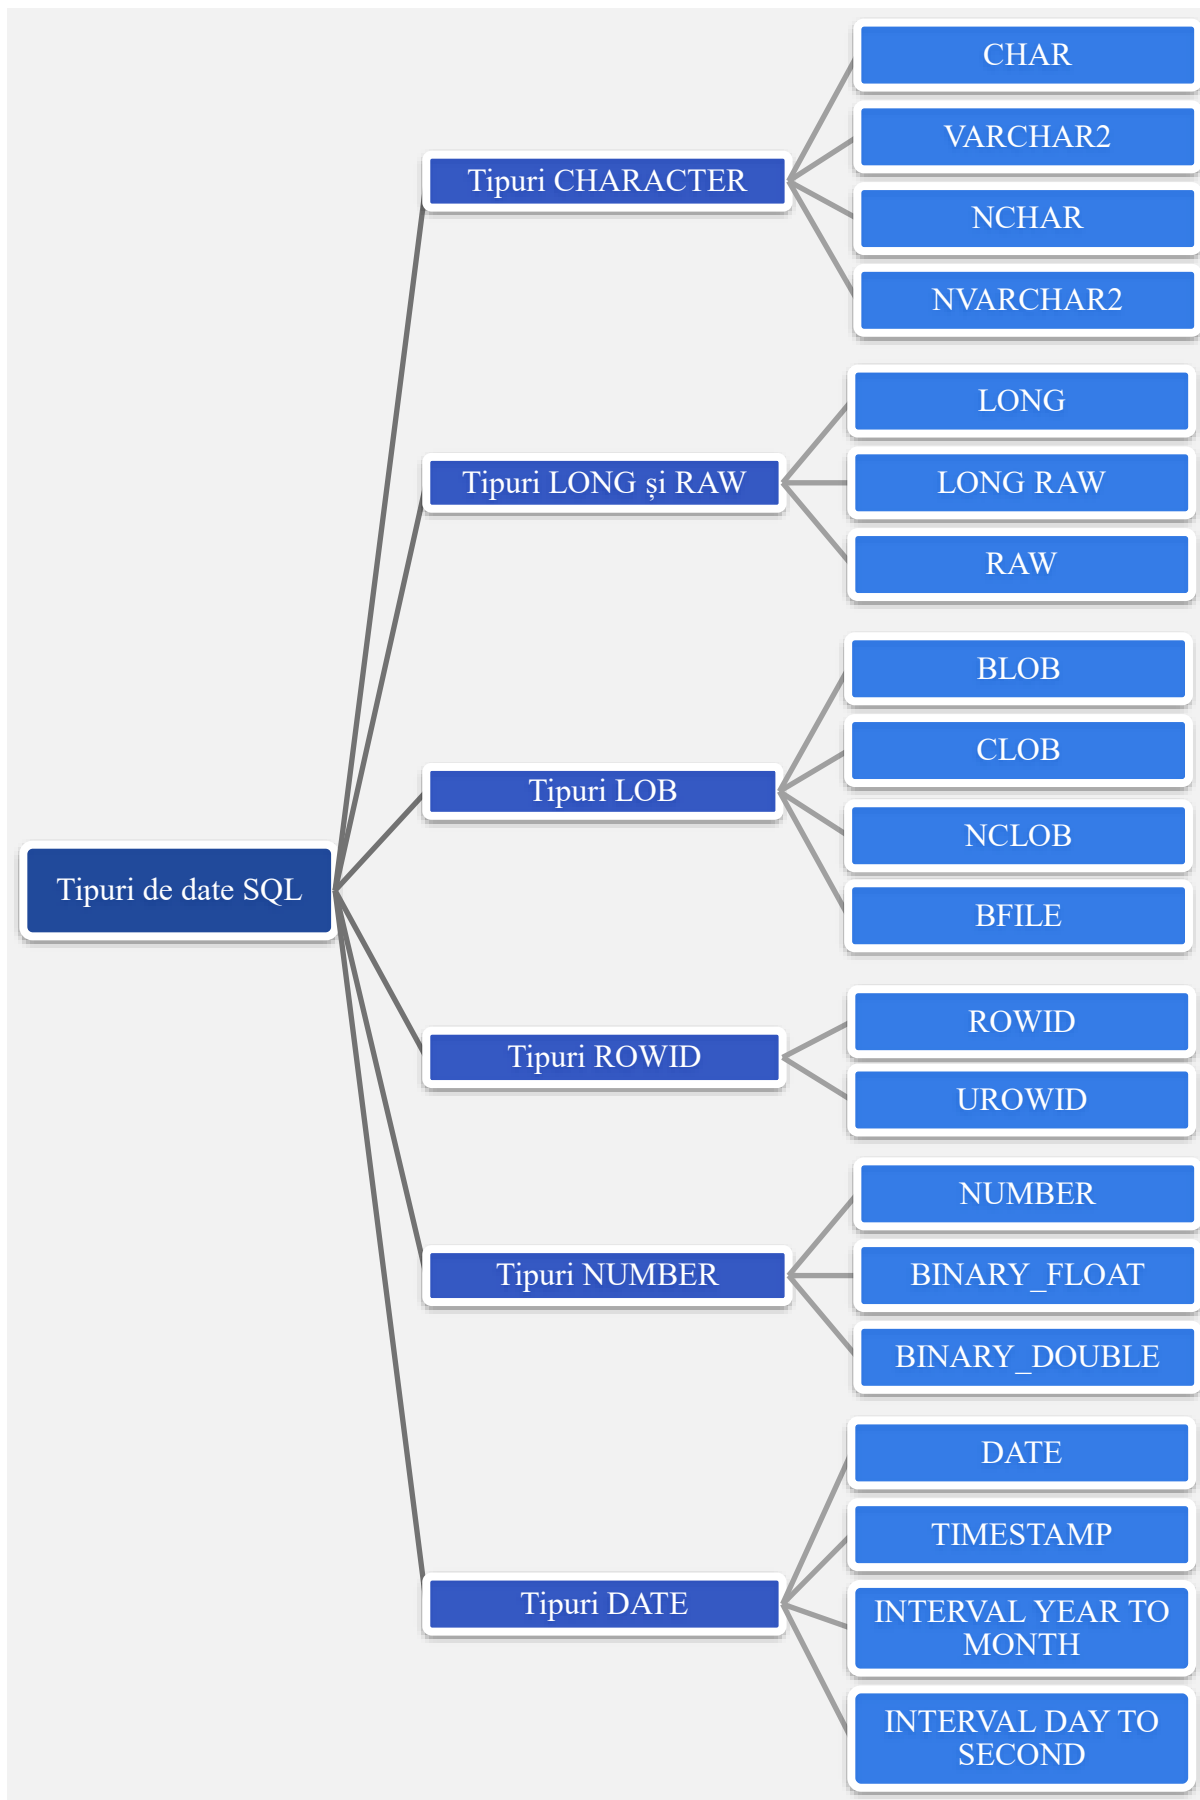 Tipuri de date SQL
Tipuri CHARACTER
CHAR
VARCHAR2
NCHAR
NVARCHAR2
Tipuri LONG și RAW
LONG
LONG RAW
RAW
Tipuri LOB
BLOB
CLOB
NCLOB
BFILE
Tipuri ROWID
ROWID
UROWID
Tipuri NUMBER
NUMBER
BINARY_FLOAT
BINARY_DOUBLE
Tipuri DATE
DATE
TIMESTAMP
INTERVAL YEAR TO
MONTH
INTERVAL DAY TO
SECOND